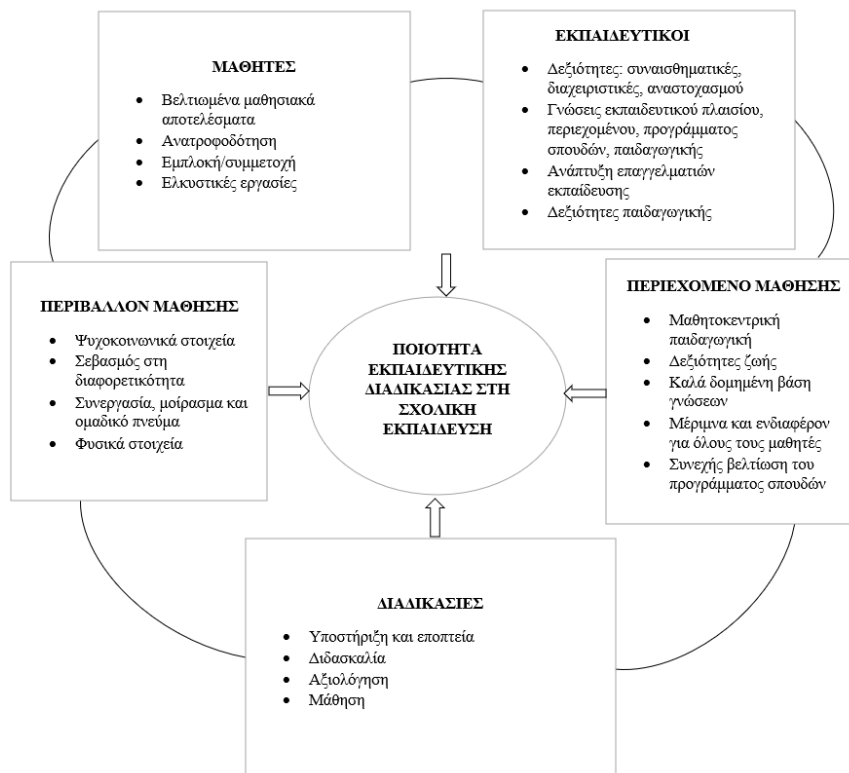 ΜΑΘΗΤΕΣ
• Βελτιωμένα μαθησιακά
αποτελέσματα
• Ανατροφοδότηση
• Εμπλοκή/συμμετοχή
• Ελκυστικές εργασίες
ΕΚΠΑΙΔΕΥΤΙΚΟΙ
• Δεξιότητες: συναισθηματικές,
διαχειριστικές, αναστοχασμού
• Γνώσεις εκπαιδευτικού πλαισίου,
περιεχομένου, προγράμματος
σπουδών, παιδαγωγικής
• Ανάπτυξη επαγγελματιών
εκπαίδευσης
• Δεξιότητες παιδαγωγικής
ΠΕΡΙΒΑΛΛΟΝ ΜΑΘΗΣΗΣ
• Ψυχοκοινωνικά στοιχεία
• Σεβασμός στη
διαφορετικότητα
• Συνεργασία, μοίρασμα και
ομαδικό πνεύμα
• Φυσικά στοιχεία
ΠΟΙΟΤΗΤΑ
ΕΚΠΑΙΔΕΥΤΙΚΗΣ
ΔΙΑΔΙΚΑΣΙΑΣ ΣΤΗ
ΣΧΟΛΙΚΗ
ΕΚΠΑΙΔΕΥΣΗ
ΠΕΡΙΕΧΟΜΕΝΟ ΜΑΘΗΣΗΣ
• Μαθητοκεντρική
παιδαγωγική
• Δεξιότητες ζωής
• Καλά δομημένη βάση
γνώσεων
• Μέριμνα και ενδιαφέρον
για όλους τους μαθητές
• Συνεχής βελτίωση του
προγράμματος σπουδών
ΔΙΑΔΙΚΑΣΙΕΣ
• Υποστήριξη και εποπτεία
• Διδασκαλία
• Αξιολόγηση
• Μάθηση